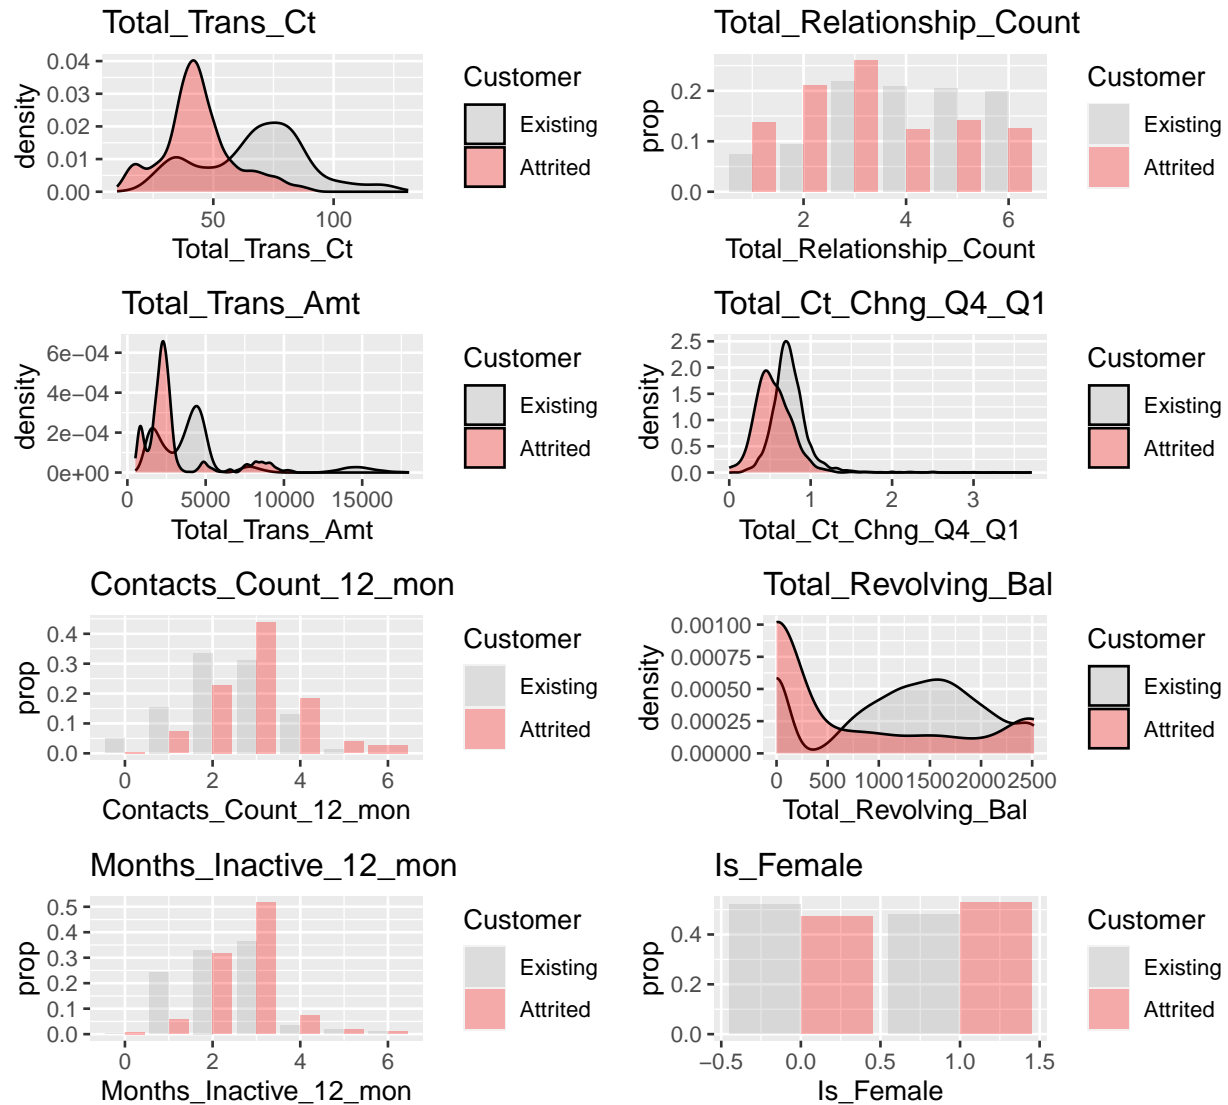 Total_Trans_Ct
density
0.04
0.03
0.02
0.01
0.00
50 100
Total_Trans_Ct
Customer
Existing
Attrited
Total_Relationship_Count
prop
0.2
0.1
0.0
2 4 6
Total_Relationship_Count
Customer
Existing
Attrited
Total_Trans_Amt
density
6e−04
4e−04
2e−04
0e+00
0 5000 10000 15000
Total_Trans_Amt
Customer
Existing
Attrited
Total_Ct_Chng_Q4_Q1
density
2.5
2.0
1.5
1.0
0.5
0.0
0 1 2 3
Total_Ct_Chng_Q4_Q1
Customer
Existing
Attrited
Contacts_Count_12_mon
prop
0.4
0.3
0.2
0.1
0.0
0 2 4 6
Contacts_Count_12_mon
Customer
Existing
Attrited
Total_Revolving_Bal
density
0.00100
0.00075
0.00050
0.00025
0.00000
0 500 1000 1500 2000 2500
Total_Revolving_Bal
Customer
Existing
Attrited
Months_Inactive_12_mon
prop
0.5
0.4
0.3
0.2
0.1
0.0
0 2 4 6
Months_Inactive_12_mon
Customer
Existing
Attrited
Is_Female
prop
0.4
0.2
0.0
−0.5 0.0 0.5 1.0 1.5
Is_Female
Customer
Existing
Attrited